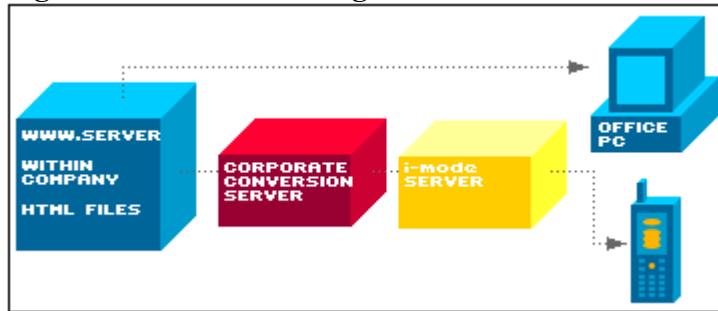 WWW.SERVER
WITHIN
COMPANY
HTML FILES
CORPORATE
CONVERSION
SERVER
i-mode
SERVER
OFFICE
PC